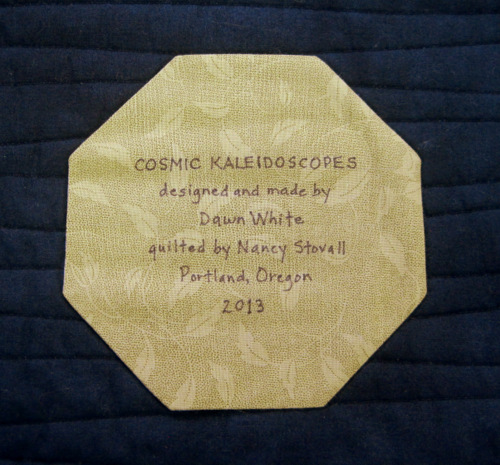 COSMIC KALEIDOSCOPES
designed and made by
Dawn White
quilted by Nancy Stovall
Portland, Oregon
2013